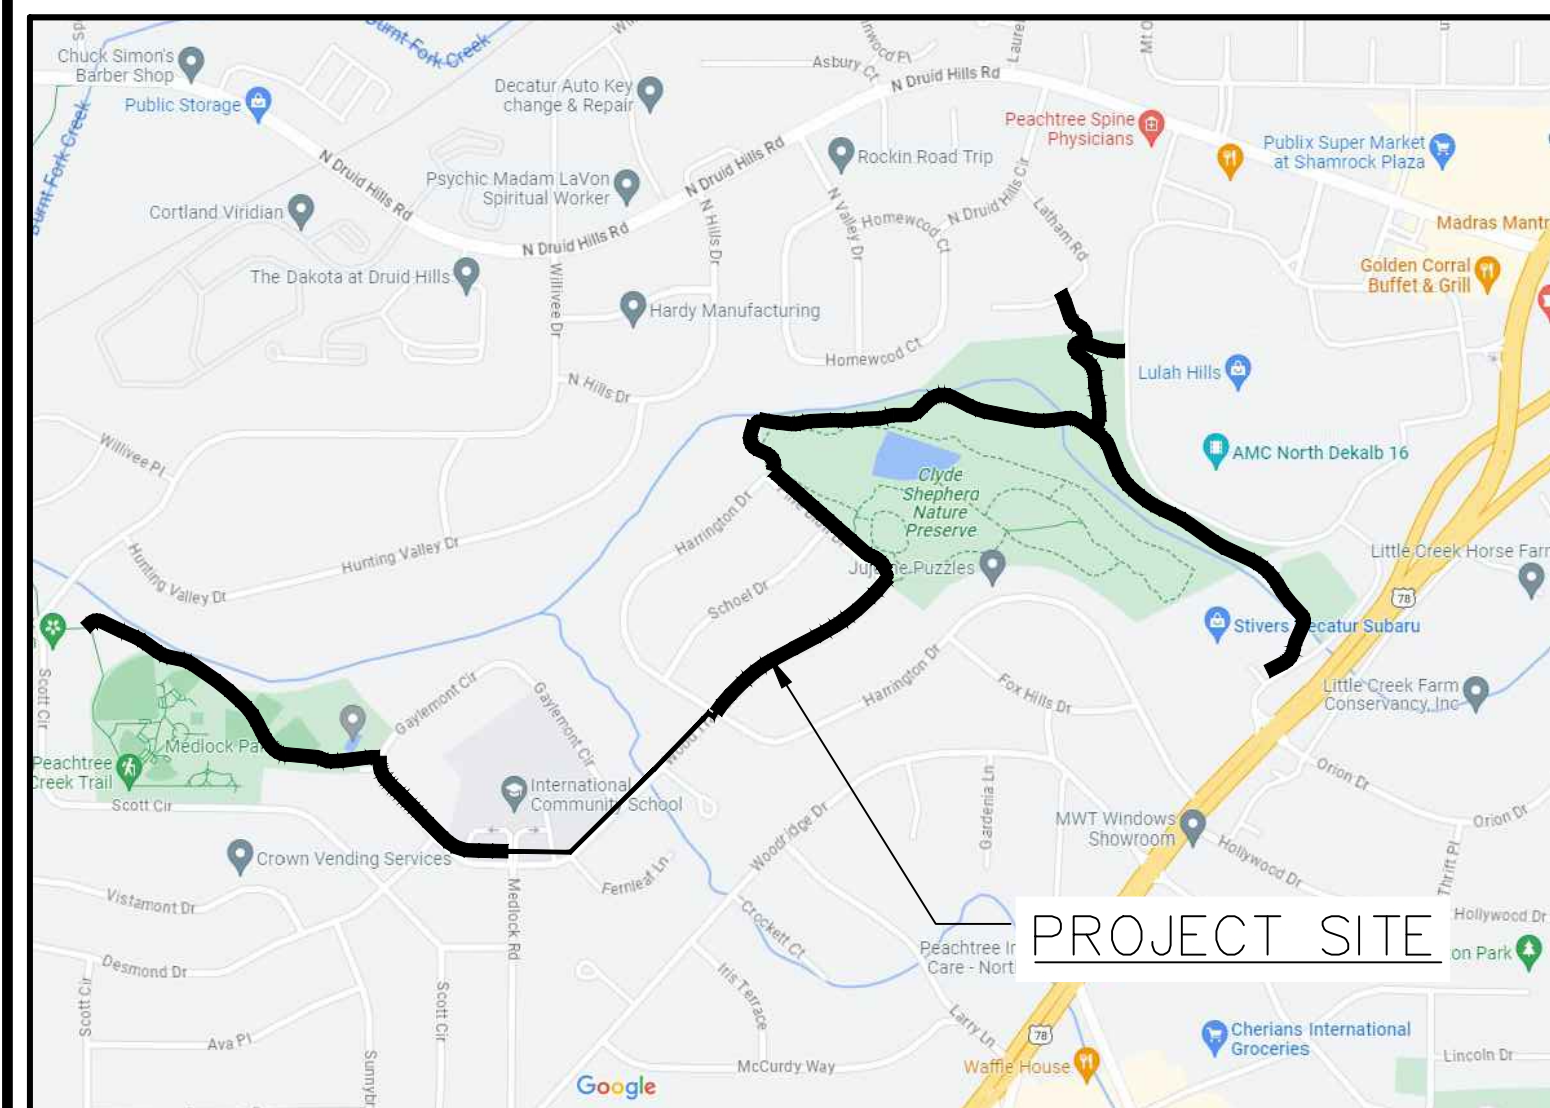 Burnt Fork Creek
Chuck Simon's
Barber Shop
Public Storage
Decatur Auto Key
change & Repair
Asbury Ct
N Druid Hills Rd
Peachtree Spine
Physicians
Publix Super Market
at Shamrock Plaza
Burnt Fork Creek
N Druid Hills Rd
Psychic Madam LaVon
Spiritual Worker
N Druid Hills Rd
Rockin Road Trip
Cortland Viridian
N Druid Hills Rd
N Hills Dr
N Valley Dr
Homewood Ct
N Druid Hills Cir
Latham Rd
Madras Mantr
The Dakota at Druid Hills
Willivee Dr
Hardy Manufacturing
Golden Corral
Buffet & Grill
Homewood Ct
N Hills Dr
Lulah Hills
Willivee Pl
AMC North Dekalb 16
Clyde
Shepherd
Nature
Preserve
Harrington Dr
Hunting Valley Dr
Hunting Valley Dr
Puzzles
Schoel Dr
Little Creek Horse Farr
78
Stivers
ecatur Subaru
Scott Cir
Gaylemont Cir
Gaylemont Cir
Harrington Dr
Fox Hills Dr
Little Creek Farm
Conservancy, Inc
Medlock Pa
Peachtree
Creek Trail
Scott Cir
International
Community School
Gardenia Ln
Orion Dr
MWT Windows
Showroom
Orion Dr
Crown Vending Services
Woodridge Dr
Fernleaf Ln
Hollywood Dr
Thrift Pl
Vistamont Dr
Medlock Rd
Crockett Ct
PROJECT SITE
Hollywood Dr
Peachtree
Care - Nort
on Park
Desmond Dr
Iris Terrace
Scott Cir
Scott Cir
Larry Ln
78
Cherians International
Groceries
Ava Pl
Sunnybr
McCurdy Way
Waffle House
Lincoln Dr
Google